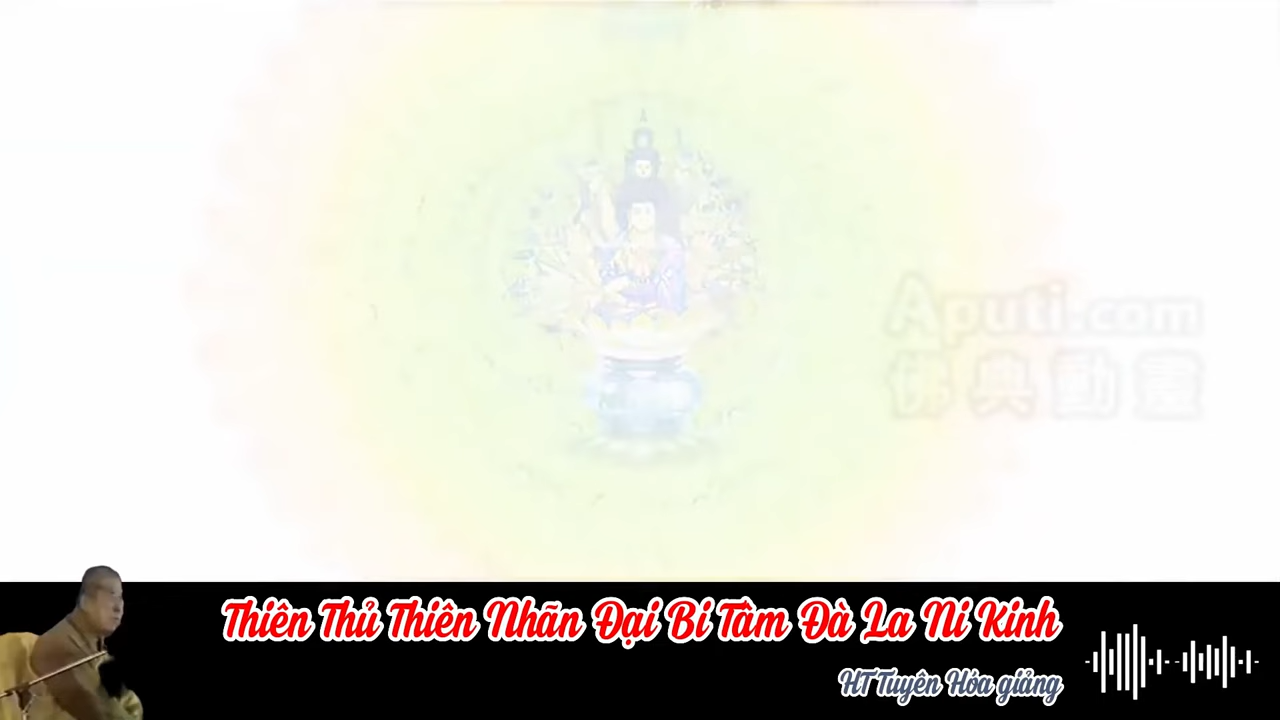 Aputi.com
佛典動畫
Thiên Thủ Thiên Nhãn Đại Bi Tâm Đà La Ni Kinh
HT Tuyên Hóa giảng